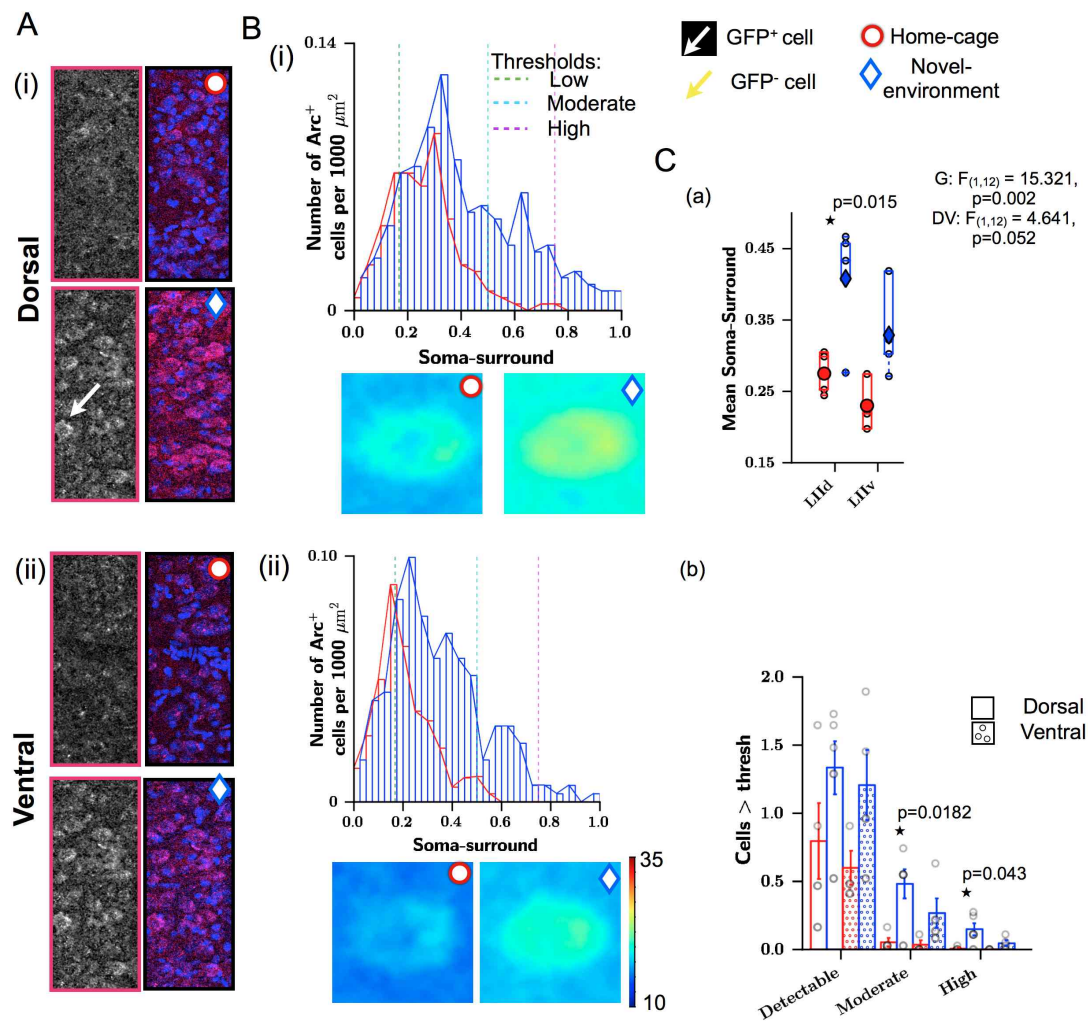 A
(i)
Dorsal
(ii)
Ventral
B
(i)
0.14
Number of Arc+
cells per 1000 μm²
0
Thresholds:
Low
Moderate
High
0.0 0.2 0.4 0.6 0.8 1.0
Soma-surround
(ii)
0.10
Number of Arc+
cells per 1000 μm²
0
0.0 0.2 0.4 0.6 0.8 1.0
Soma-surround
35
10
GFP+ cell
GFP- cell
Home-cage
Novel-
environment
C
(a)
p=0.015
G: F(1,12) = 15.321,
p=0.002
DV: F(1,12) = 4.641,
p=0.052
Mean Soma-Surround
0.45
0.35
0.25
0.15
LIId
LIIv
(b)
Dorsal
Ventral
Cells > thresh
2.0
1.5
1.0
0.5
0.0
p=0.0182
p=0.043
Detectable
Moderate
High